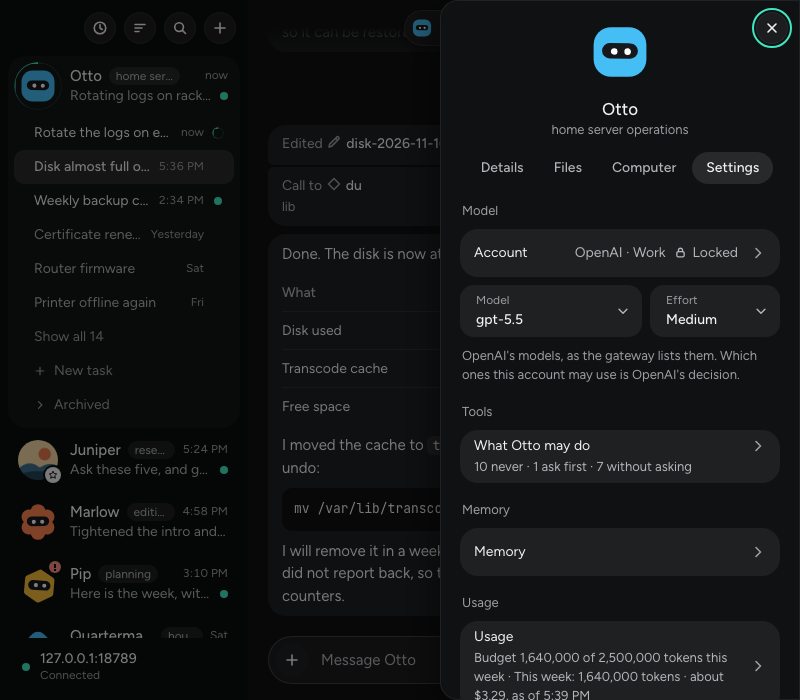 Otto
home ser...
now
Rotating logs on rack...
Rotate the logs on e...
now
Disk almost full o...
5:36 PM
Weekly backup c...
2:34 PM
Certificate rene...
Yesterday
Router firmware
Sat
Printer offline again
Fri
Show all 14
New task
Archived
Juniper
rese...
5:24 PM
Ask these five, and g...
Marlow
editi...
4:58 PM
Tightened the intro and...
Pip
planning
3:10 PM
Here is the week, wit...
Quarterma
hou
Sat
127.0.0.1:18789
Connected
so it can be restor
Edited
disk-2026-11-1
Call to
du
lib
Done. The disk is now at
What
Disk used
Transcode cache
Free space
I moved the cache to
undo:
mv /var/lib/transco
I will remove it in a week
did not report back, so t
counters.
Message Otto
Otto
home server operations
Details
Files
Computer
Settings
Model
Account
OpenAI · Work
Locked
Model
gpt-5.5
Effort
Medium
OpenAI's models, as the gateway lists them. Which
ones this account may use is OpenAI's decision.
Tools
What Otto may do
10 never · 1 ask first · 7 without asking
Memory
Memory
Usage
Usage
Budget 1,640,000 of 2,500,000 tokens this
week · This week: 1,640,000 tokens · about
$3.29, as of 5:39 PM